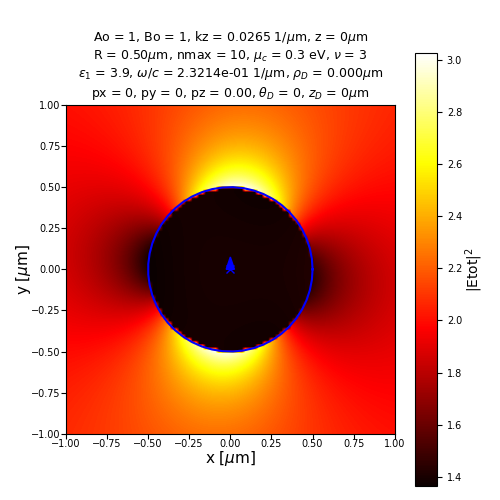 Ao = 1, Bo = 1, kz = 0.0265 1/μm, z = 0μm
R = 0.50μm, nmax = 10, μ_c = 0.3 eV, ν = 3
ε₁ = 3.9, ω/c = 2.3214e-01 1/μm, ρ_D = 0.000μm
px = 0, py = 0, pz = 0.00, θ_D = 0, z_D = 0μm
1.00
0.75
0.50
0.25
0.00
−0.25
−0.50
−0.75
−1.00
y [μm]
−1.00 −0.75 −0.50 −0.25 0.00 0.25 0.50 0.75 1.00
x [μm]
3.0
2.8
2.6
2.4
2.2
2.0
1.8
1.6
1.4
|Etot|²